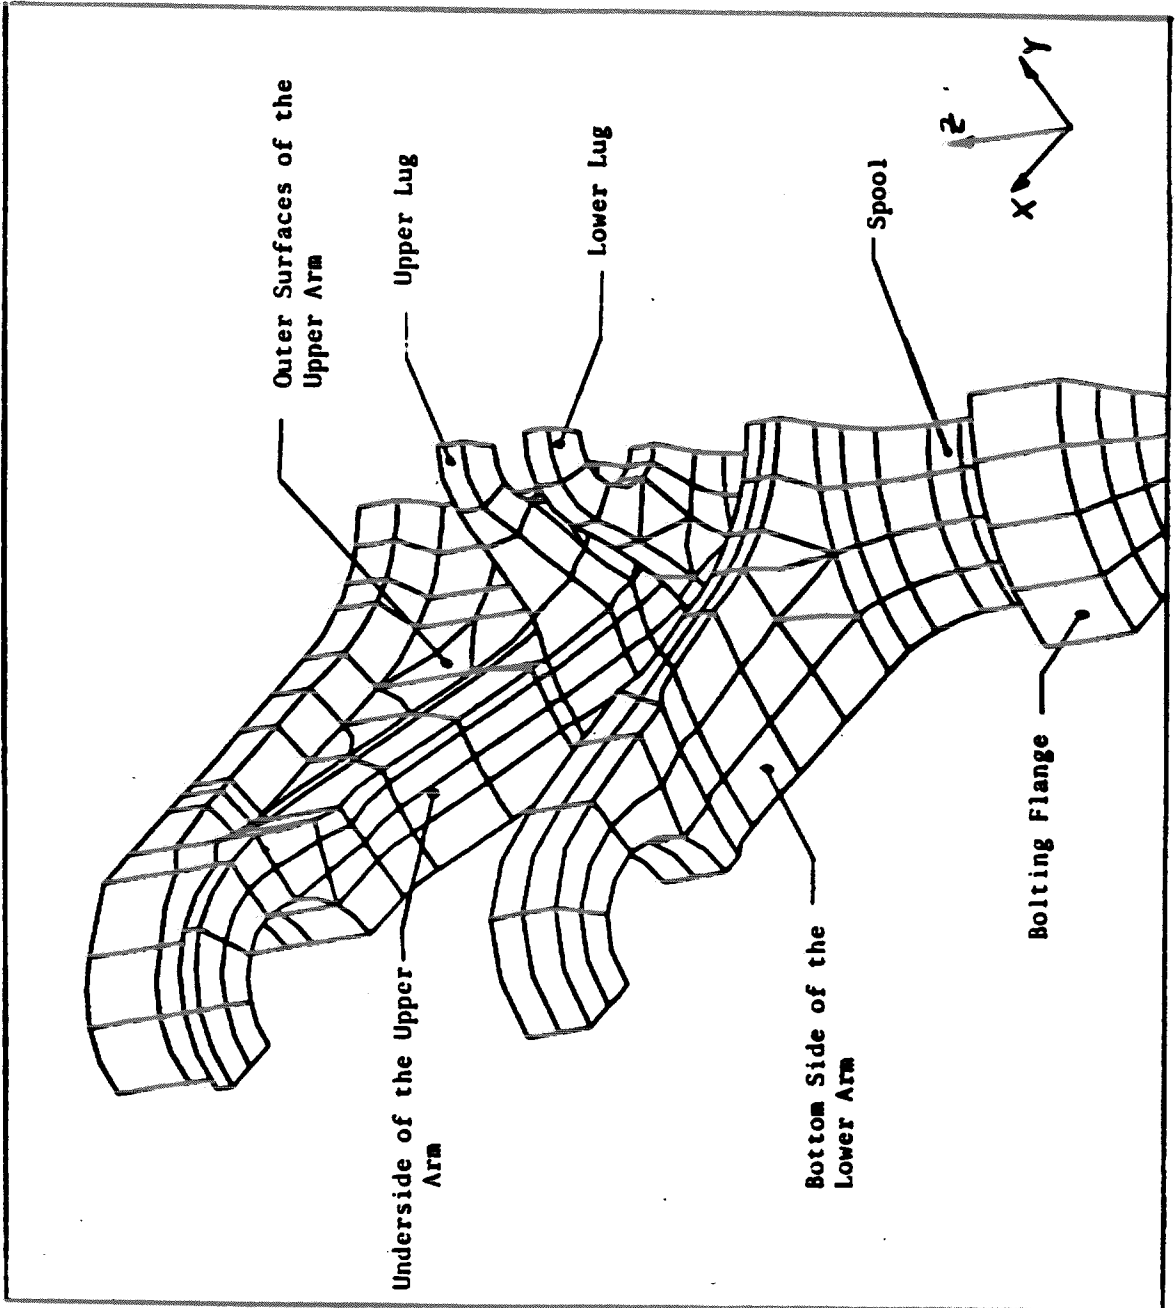 Outer Surfaces of the
Upper Arm
Upper Lug
Lower Lug
Spool
Z
Y
X
Underside of the Upper
Arm
Bottom Side of the
Lower Arm
Bolting Flange